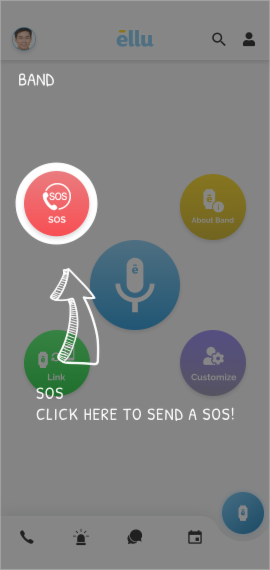 ellu
BAND
SOS
SOS
About Band
Link
Customize
SOS
CLICK HERE TO SEND A SOS!